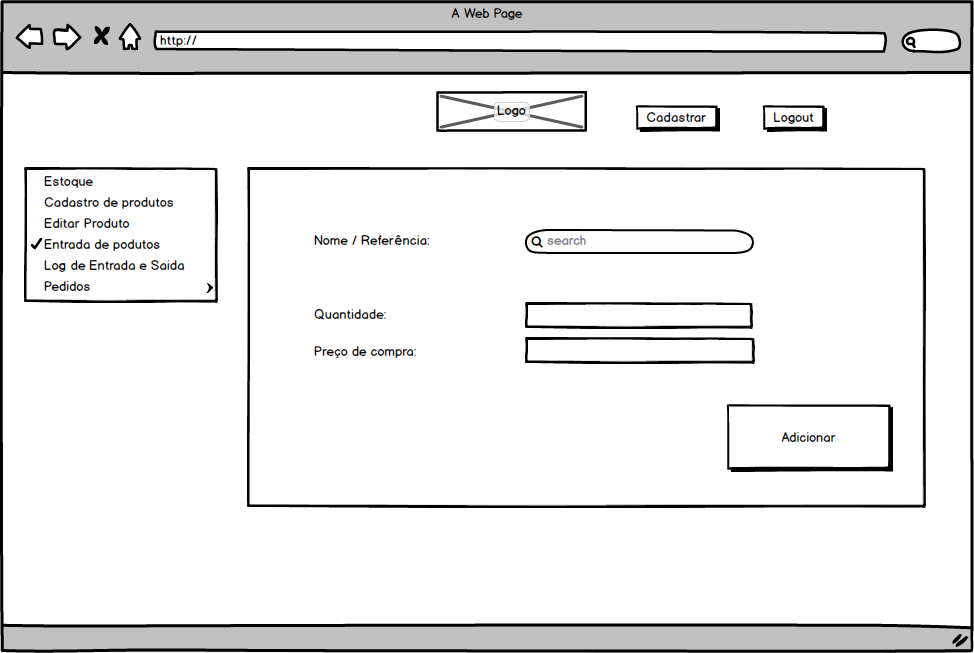 A Web Page
http://
Logo
Cadastrar
Logout
Estoque
Cadastro de produtos
Editar Produto
Entrada de podutos
Log de Entrada e Saida
Pedidos
Nome / Referência:
search
Quantidade:
Preço de compra:
Adicionar